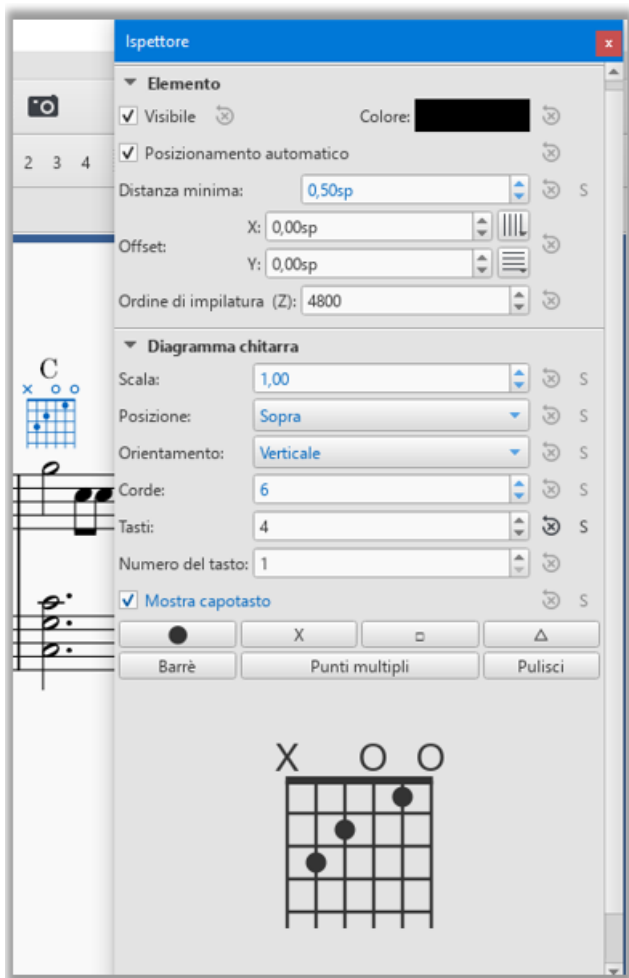 Ispettore
x
Elemento
Visibile
Colore:
2 3 4
Posizionamento automatico
Distanza minima: 0,50sp S
Offset:
X: 0,00sp
Y: 0,00sp
Ordine di impilatura (Z): 4800
Diagramma chitarra
C
x o o
Scala: 1,00 S
Posizione: Sopra S
Orientamento: Verticale S
Corde: 6 S
Tasti: 4 S
Numero del tasto: 1
Mostra capotasto S
X
Barrè Punti multipli Pulisci
X O O